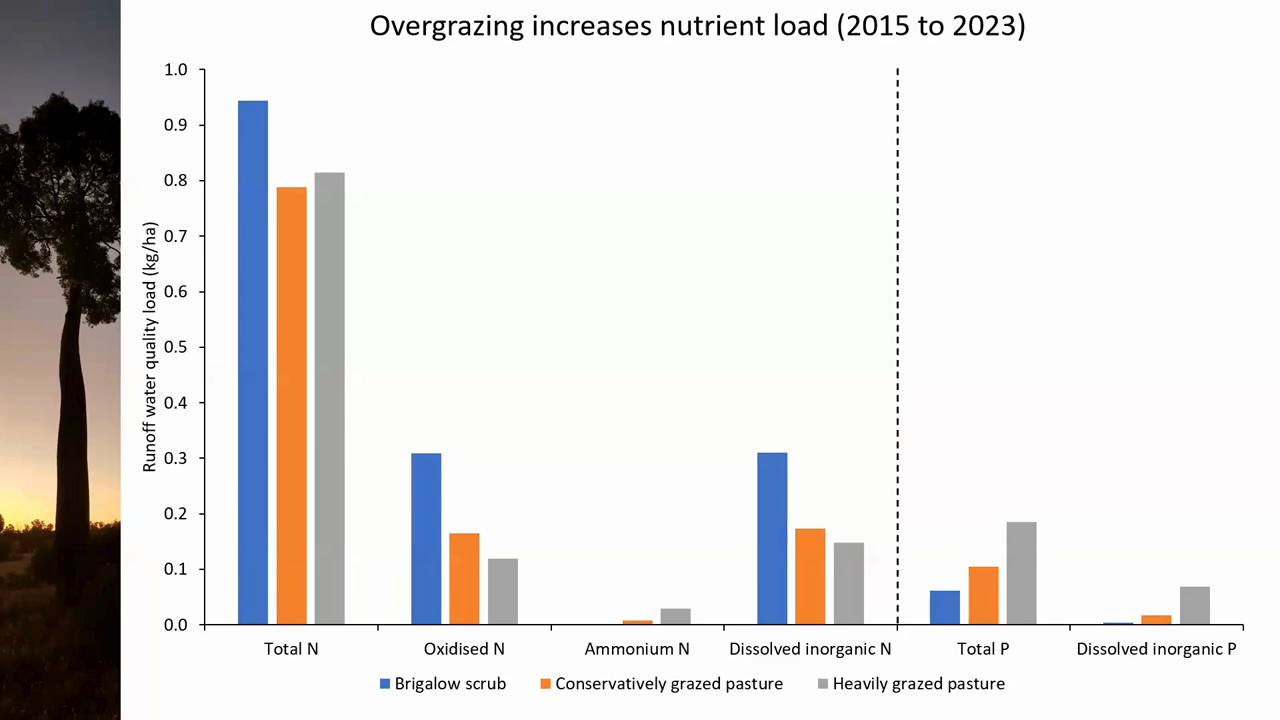 Overgrazing increases nutrient load (2015 to 2023)
Runoff water quality load (kg/ha)
1.0
0.9
0.8
0.7
0.6
0.5
0.4
0.3
0.2
0.1
0.0
Total N
Oxidised N
Ammonium N
Dissolved inorganic N
Total P
Dissolved inorganic P
Brigalow scrub
Conservatively grazed pasture
Heavily grazed pasture